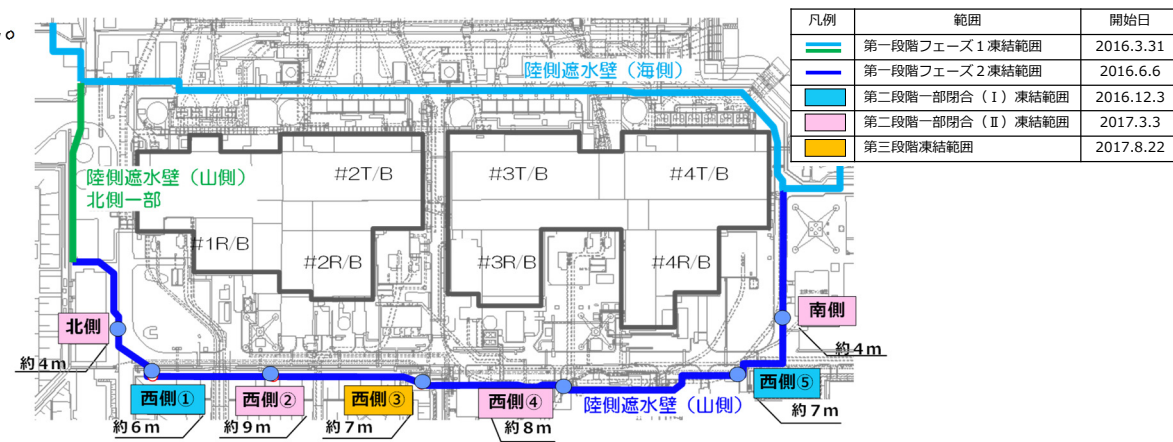 。
凡例 範囲 開始日
第一段階フェーズ1凍結範囲 2016.3.31
第一段階フェーズ2凍結範囲 2016.6.6
第二段階一部閉合(Ⅰ)凍結範囲 2016.12.3
第二段階一部閉合(Ⅱ)凍結範囲 2017.3.3
第三段階凍結範囲 2017.8.22
陸側遮水壁(海側)
陸側遮水壁(山側)
北側一部
#2T/B
#3T/B
#4T/B
#1R/B
#2R/B
#3R/B
#4R/B
北側
約4m
南側
約4m
西側①
約6m
西側②
約9m
西側③
約7m
西側④
約8m
西側⑤
約7m
陸側遮水壁(山側)